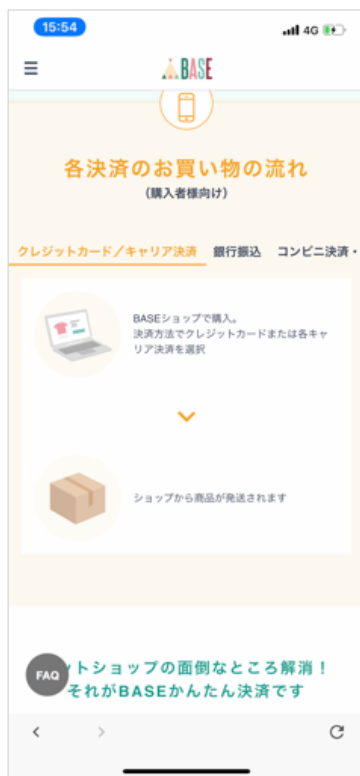 15:54
4G
BASE
各決済のお買い物の流れ
（購入者様向け）
クレジットカード／キャリア決済 銀行振込 コンビニ決済・
BASEショップで購入。
決済方法でクレジットカードまたは各キャ
リア決済を選択
ショップから商品が発送されます
FAQ
ットショップの面倒なところ解消！
それがBASEかんたん決済です